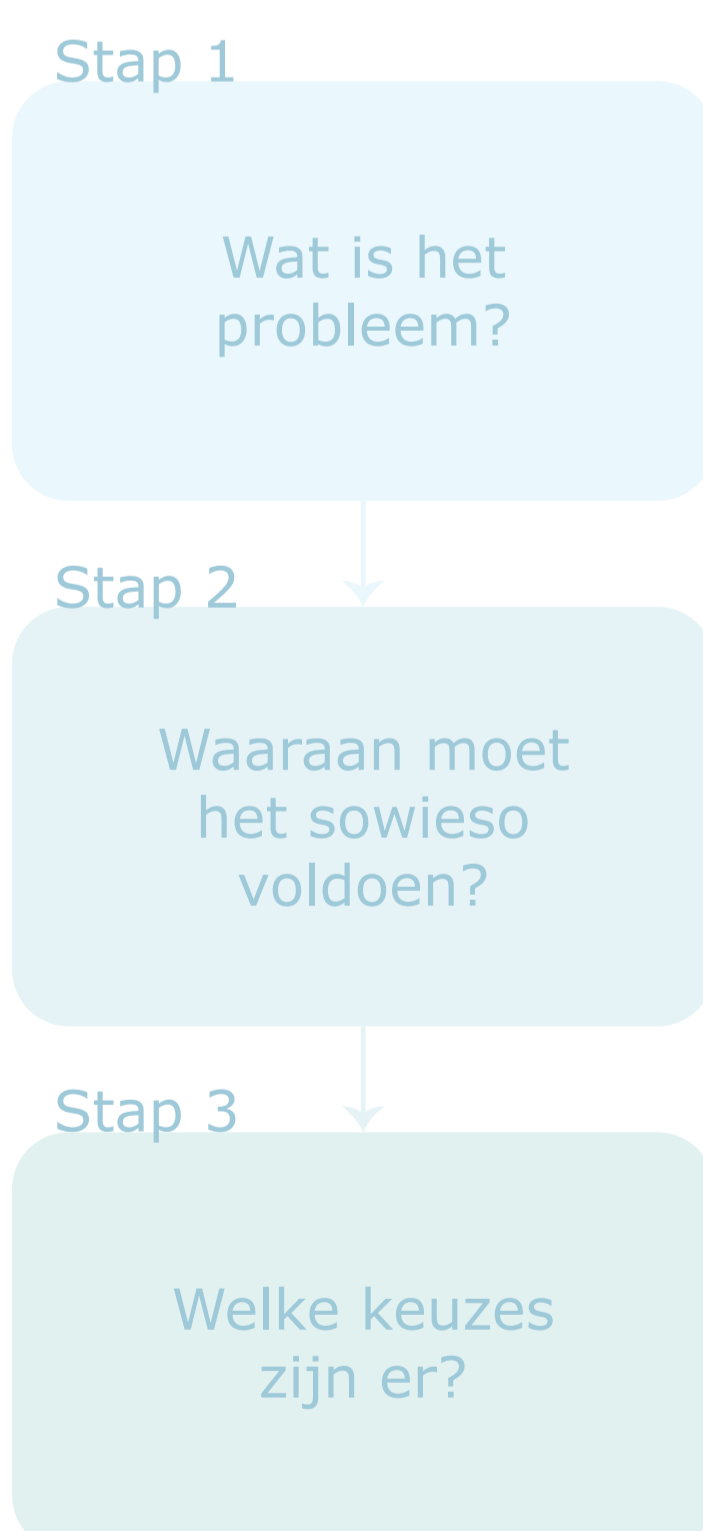 Stap 1
Wat is het
probleem?
Stap 2
Waaraan moet
het sowieso
voldoen?
Stap 3
Welke keuzes
zijn er?